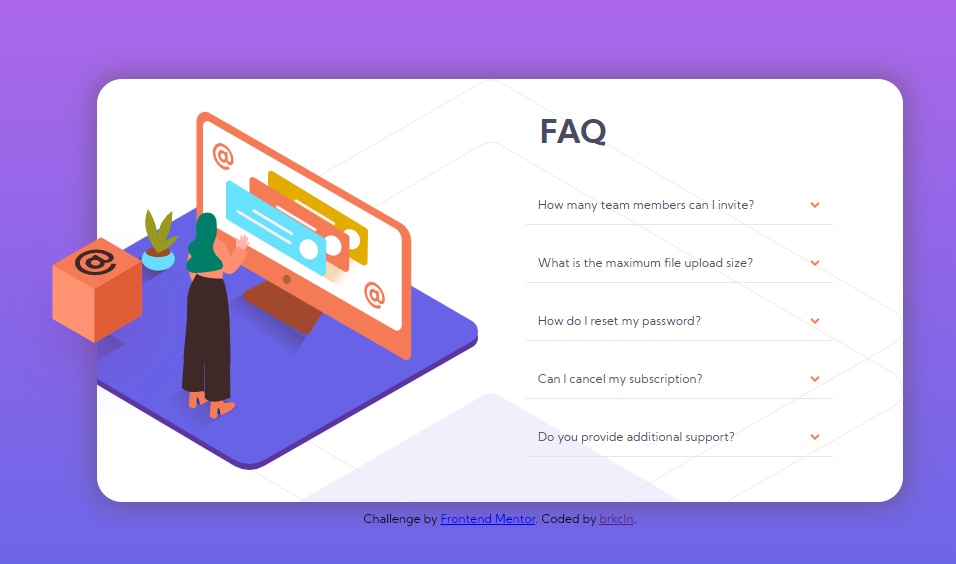 FAQ
How many team members can I invite?
What is the maximum file upload size?
How do I reset my password?
Can I cancel my subscription?
Do you provide additional support?
Challenge by Frontend Mentor. Coded by brkcln.